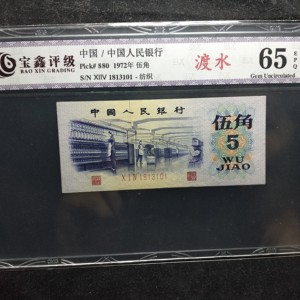 宝鑫评级
BAO XIN GRADING
中国 / 中国人民银行
Pick# 880 1972年 伍角
S/N XIIV 1813101 - 纺织
渡水
65 EPQ
Gem Uncirculated
中国人民银行
伍角
5
WU
JIAO
XIIV 1813101